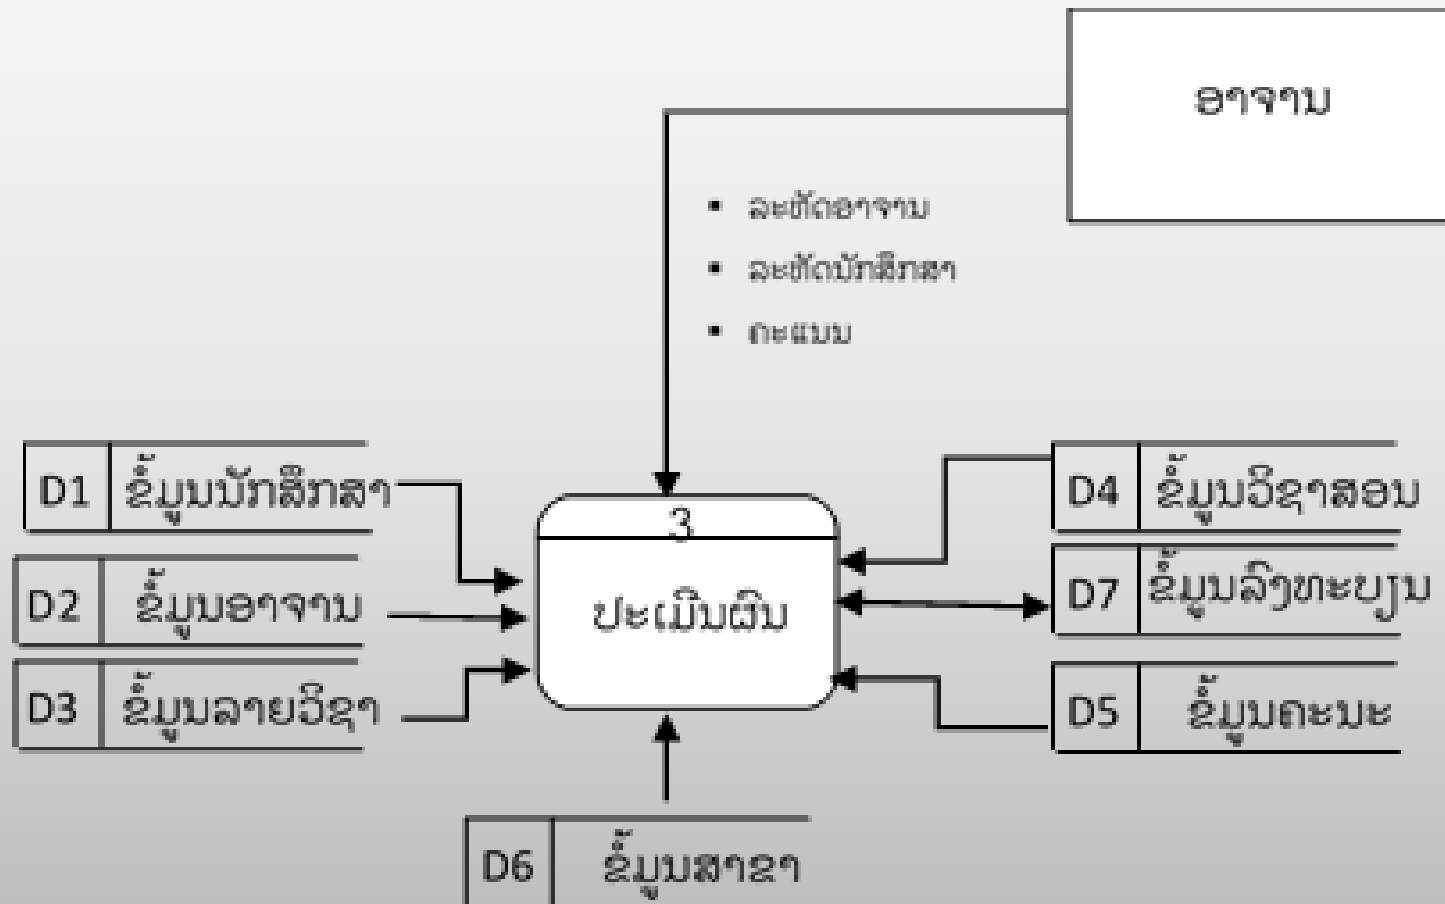 ອາຈານ
▪ ລະຫັດອາຈານ
▪ ລະຫັດນັກສຶກສາ
▪ ຄະແນນ
D1 ຂໍ້ມູນນັກສຶກສາ
D2 ຂໍ້ມູນອາຈານ
D3 ຂໍ້ມູນລາຍວິຊາ
3
ປະເມີນຜົນ
D4 ຂໍ້ມູນວິຊາສອນ
D7 ຂໍ້ມູນລົງທະບຽນ
D5 ຂໍ້ມູນຄະນະ
D6 ຂໍ້ມູນສາຂາ